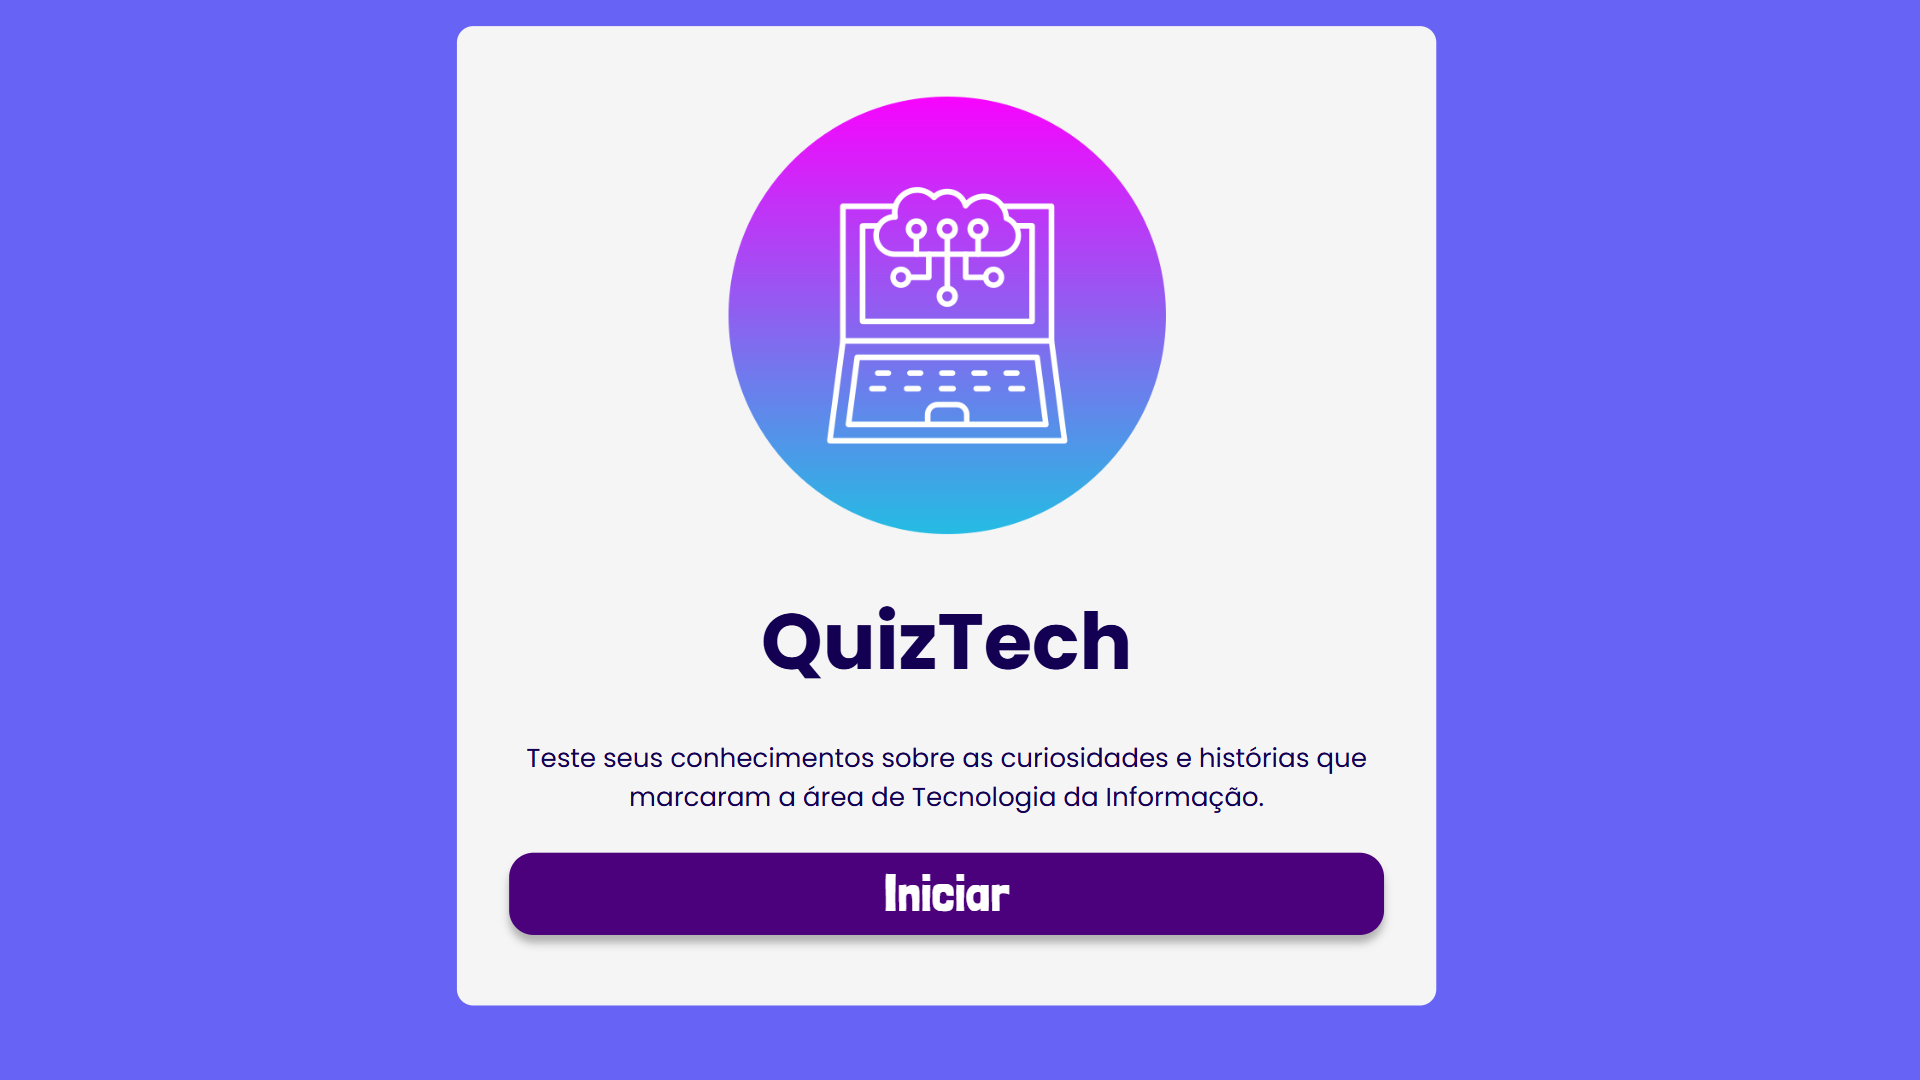 QuizTech
Teste seus conhecimentos sobre as curiosidades e histórias que
marcaram a área de Tecnologia da Informação.
Iniciar